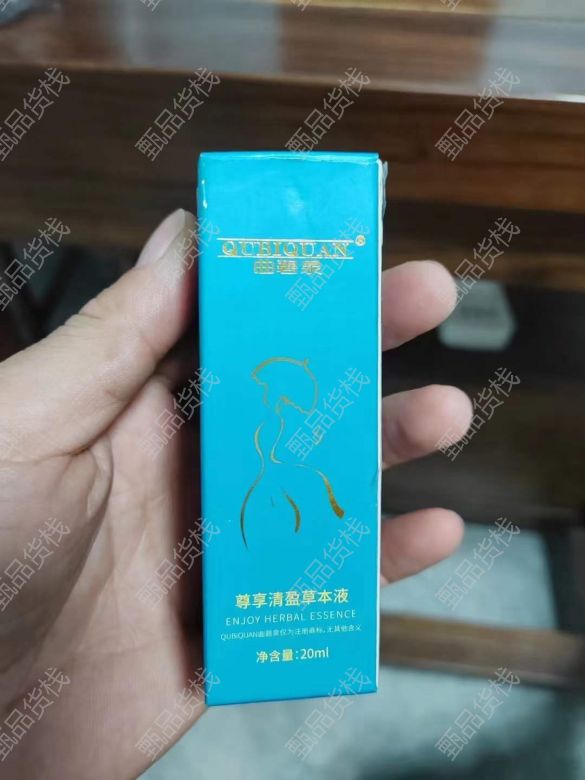 QUBIQUAN®
曲鼻泉
尊享清盈草本液
ENJOY HERBAL ESSENCE
QUBiQUAN曲鼻泉仅为注册商标，无其他含义
净含量：20ml
甄品货栈